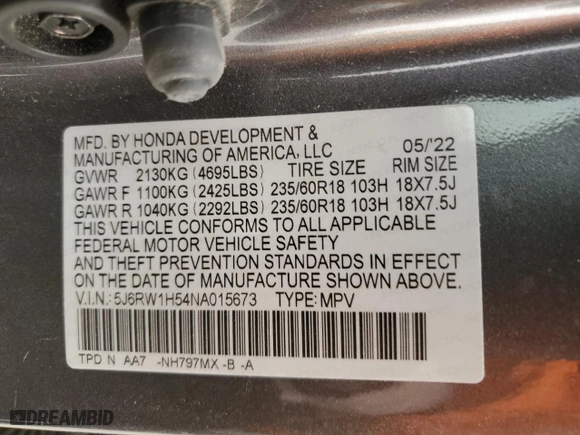 MFD. BY HONDA DEVELOPMENT &
MANUFACTURING OF AMERICA, LLC 05/'22
GVWR 2130KG (4695LBS) TIRE SIZE RIM SIZE
GAWR F 1100KG (2425LBS) 235/60R18 103H 18X7.5J
GAWR R 1040KG (2292LBS) 235/60R18 103H 18X7.5J
THIS VEHICLE CONFORMS TO ALL APPLICABLE
FEDERAL MOTOR VEHICLE SAFETY
AND THEFT PREVENTION STANDARDS IN EFFECT
ON THE DATE OF MANUFACTURE SHOWN ABOVE.
V.I.N.: 5J6RW1H54NA015673 TYPE: MPV
TPD N AA7 -NH797MX -B -A
DREAMBID